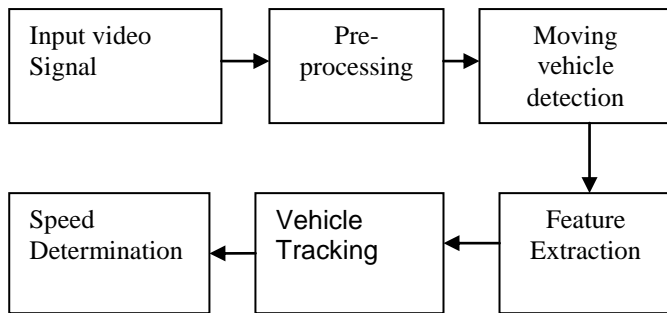 Input video
Signal
Pre-
processing
Moving
vehicle
detection
Feature
Extraction
Vehicle
Tracking
Speed
Determination